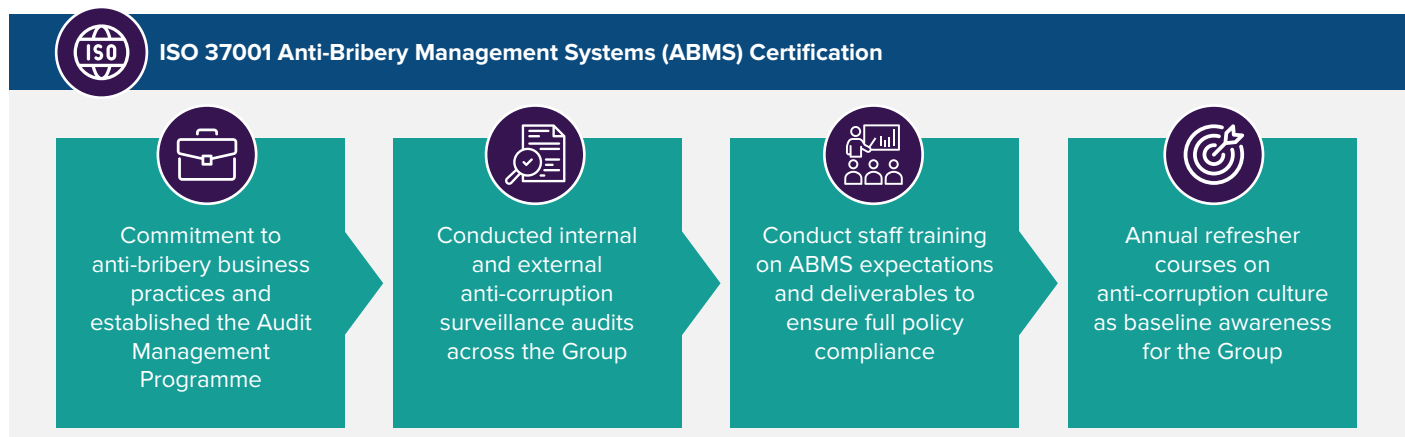 ISO
ISO 37001 Anti-Bribery Management Systems (ABMS) Certification
Commitment to
anti-bribery business
practices and
established the Audit
Management
Programme
Conducted internal
and external
anti-corruption
surveillance audits
across the Group
Conduct staff training
on ABMS expectations
and deliverables to
ensure full policy
compliance
Annual refresher
courses on
anti-corruption culture
as baseline awareness
for the Group